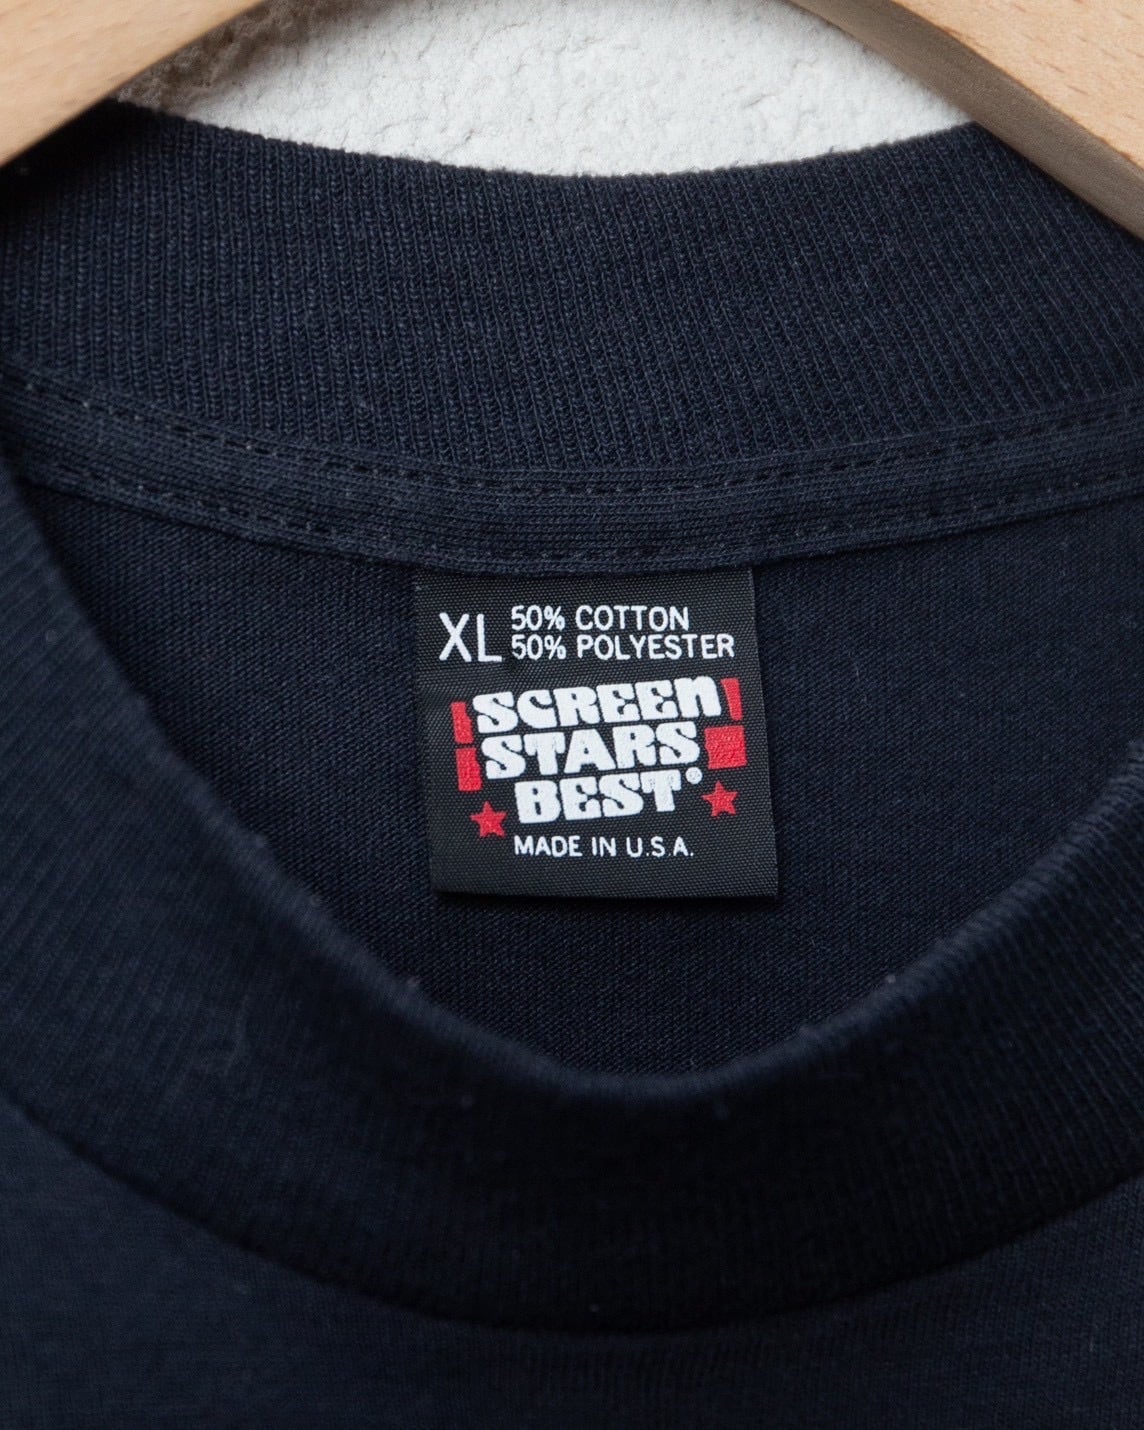 XL 50% COTTON
50% POLYESTER
SCREEN
STARS
BEST®
MADE IN U.S.A.